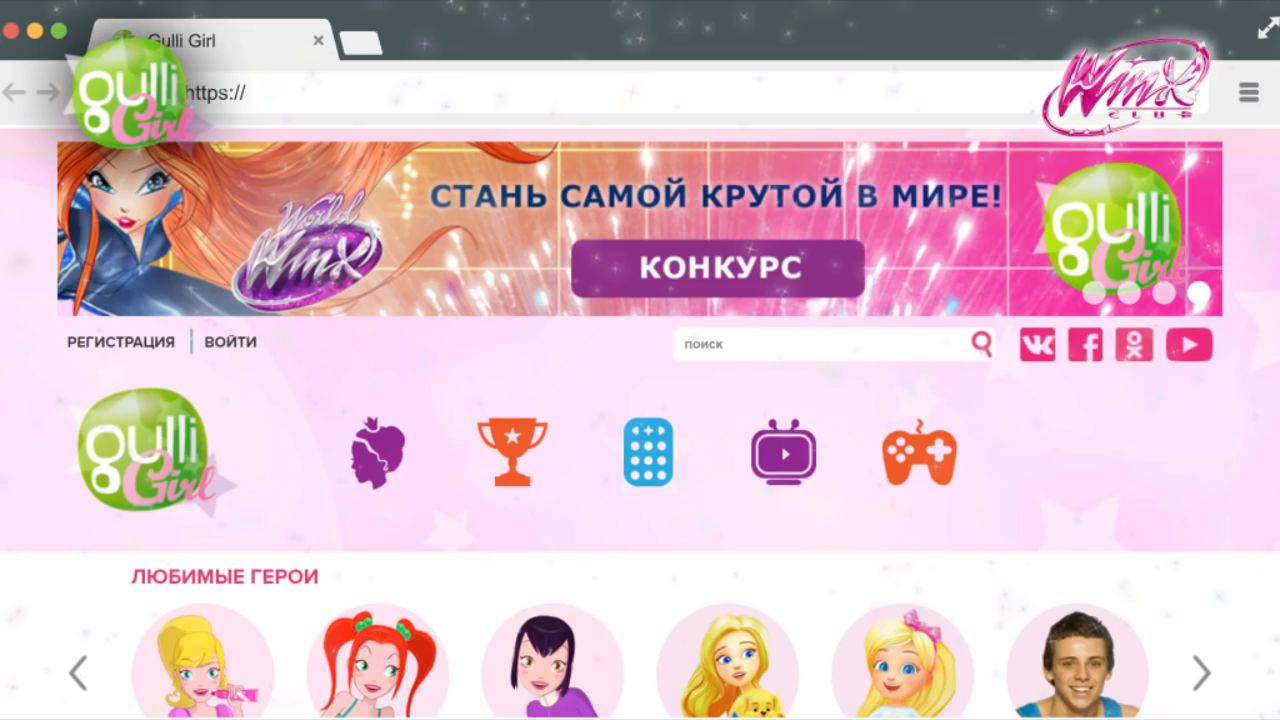 Gulli Girl
gulli
Girl
https://
Winx
CLUB
World
Winx
СТАНЬ САМОЙ КРУТОЙ В МИРЕ!
КОНКУРС
gulli
Girl
РЕГИСТРАЦИЯ
ВОЙТИ
поиск
gulli
Girl
ЛЮБИМЫЕ ГЕРОИ